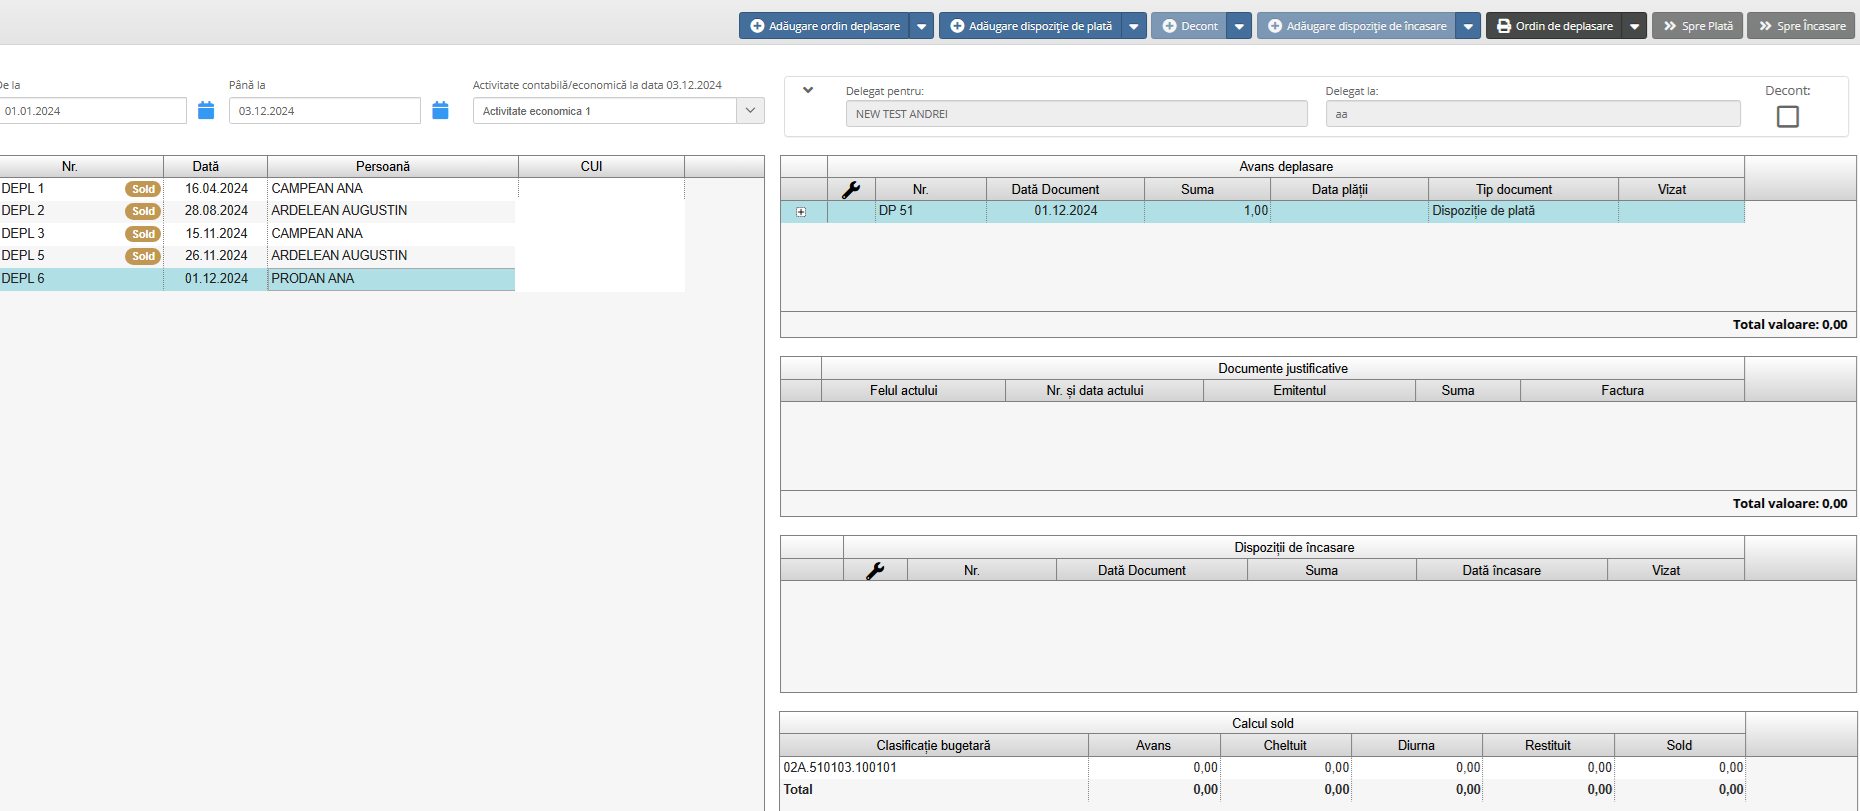 Adăugare ordin deplasare
Adăugare dispoziție de plată
Decont
Adăugare dispoziție de încasare
Ordin de deplasare
Spre Plată
Spre Încasare
De la
Până la
Activitate contabilă/economică la data 03.12.2024
01.01.2024
03.12.2024
Activitate economica 1
Delegat pentru:
Delegat la:
Decont:
NEW TEST ANDREI
aa
Nr. Dată Persoană CUI
DEPL 1 Sold 16.04.2024 CAMPEAN ANA
DEPL 2 Sold 28.08.2024 ARDELEAN AUGUSTIN
DEPL 3 Sold 15.11.2024 CAMPEAN ANA
DEPL 5 Sold 26.11.2024 ARDELEAN AUGUSTIN
DEPL 6 01.12.2024 PRODAN ANA
Avans deplasare
Nr. Dată Document Suma Data plății Tip document Vizat
DP 51 01.12.2024 1,00 Dispoziție de plată
Total valoare: 0,00
Documente justificative
Felul actului Nr. și data actului Emitentul Suma Factura
Total valoare: 0,00
Dispoziții de încasare
Nr. Dată Document Suma Dată încasare Vizat
Calcul sold
Clasificație bugetară Avans Cheltuit Diurna Restituit Sold
02A.510103.100101 0,00 0,00 0,00 0,00 0,00
Total 0,00 0,00 0,00 0,00 0,00